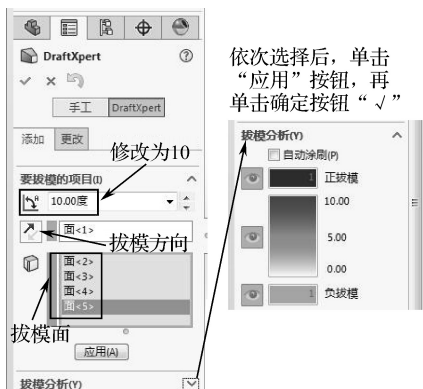 DraftXpert
手工 DraftXpert
添加 更改
修改为10
要拔模的项目(I)
10.00度
面<1>
拔模方向
面<2>
面<3>
面<4>
面<5>
拔模面
应用(A)
拔模分析(Y)
依次选择后，单击
“应用”按钮，再
单击确定按钮“√”
拔模分析(Y)
自动涂刷(P)
1 正拔模
10.00
5.00
0.00
1 负拔模